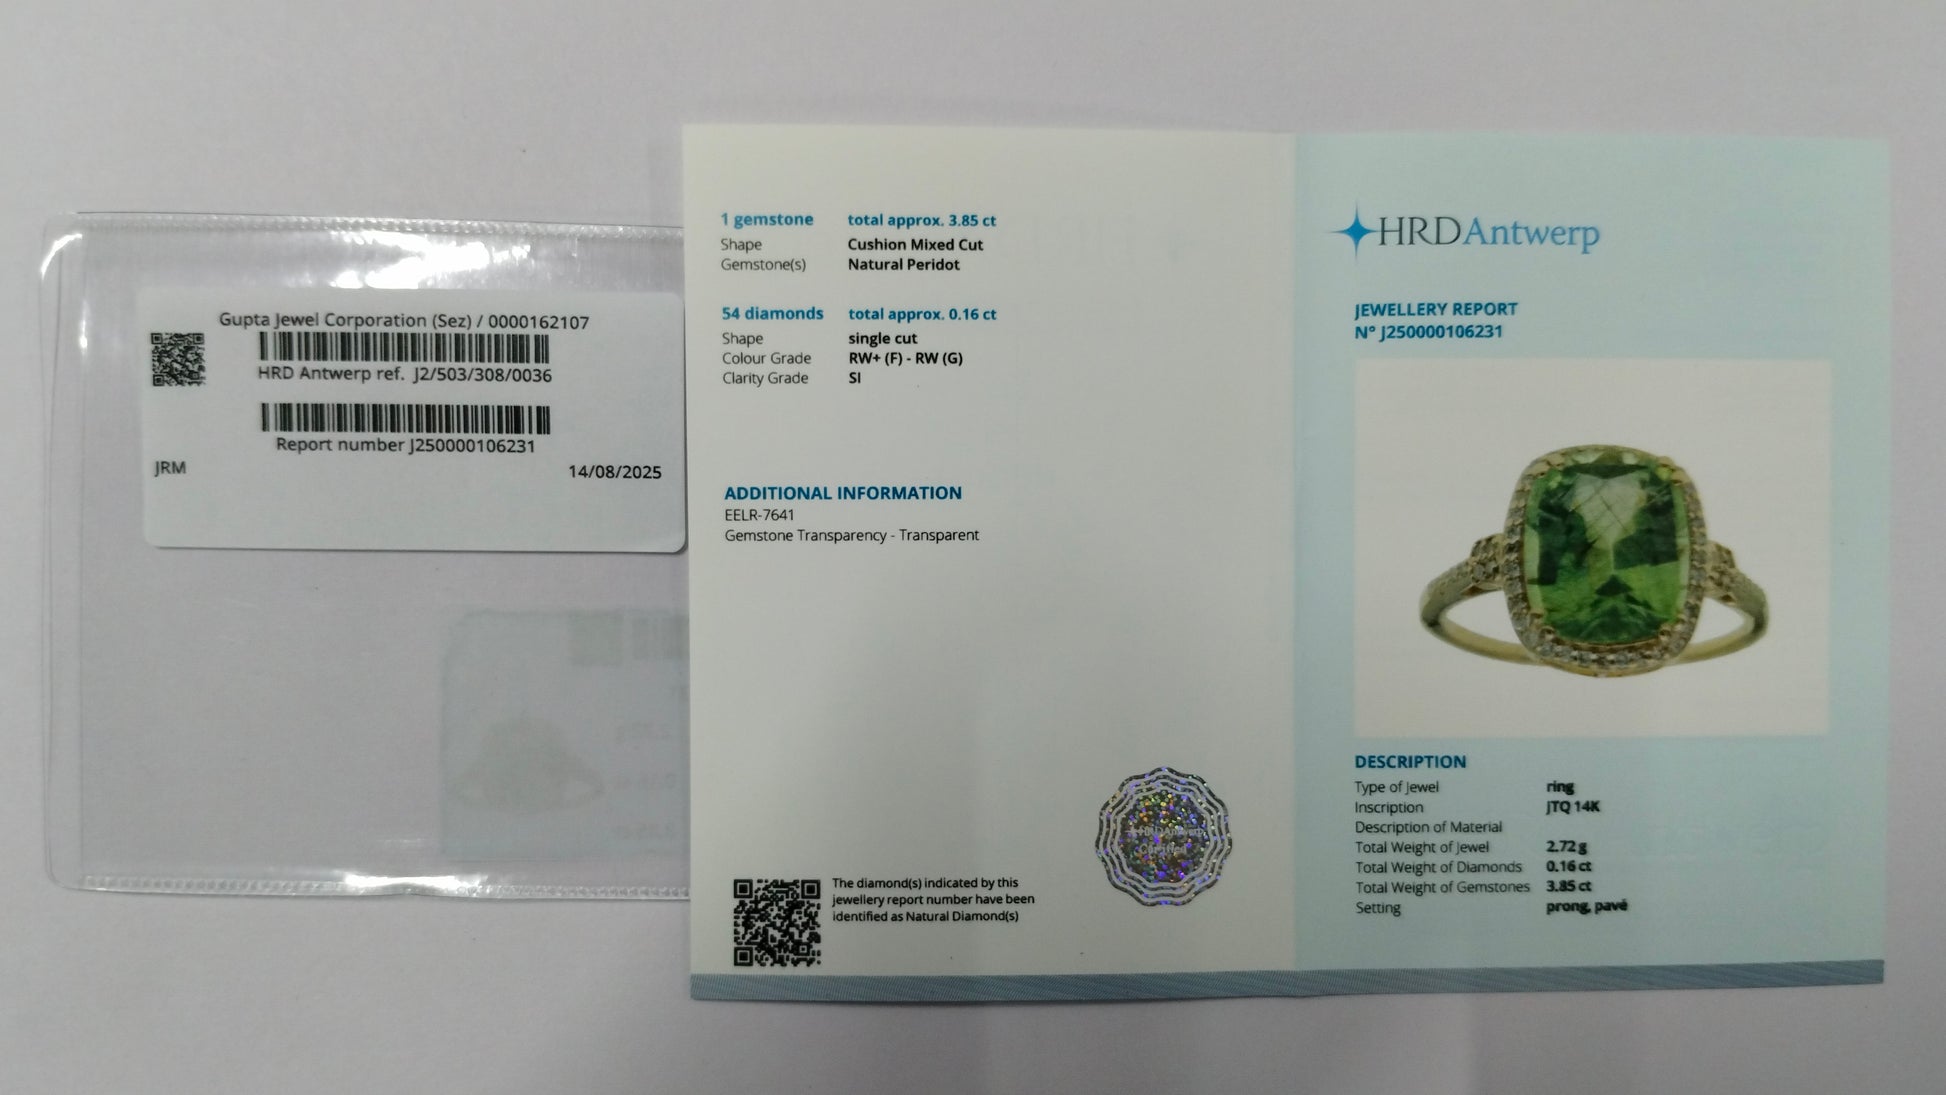 Gupta Jewel Corporation (Sez) / 0000162107
HRD Antwerp ref. J2/503/308/0036
Report number J250000106231
JRM 14/08/2025
1 gemstone total approx. 3.85 ct
Shape Cushion Mixed Cut
Gemstone(s) Natural Peridot
54 diamonds total approx. 0.16 ct
Shape single cut
Colour Grade RW+ (F) - RW (G)
Clarity Grade SI
ADDITIONAL INFORMATION
EELR-7641
Gemstone Transparency - Transparent
The diamond(s) indicated by this
jewellery report number have been
identified as Natural Diamond(s)
HRD Antwerp
Certified
HRDAntwerp
JEWELLERY REPORT
N° J250000106231
DESCRIPTION
Type of Jewel ring
Inscription JTQ 14K
Description of Material
Total Weight of Jewel 2.72 g
Total Weight of Diamonds 0.16 ct
Total Weight of Gemstones 3.85 ct
Setting prong, pavé